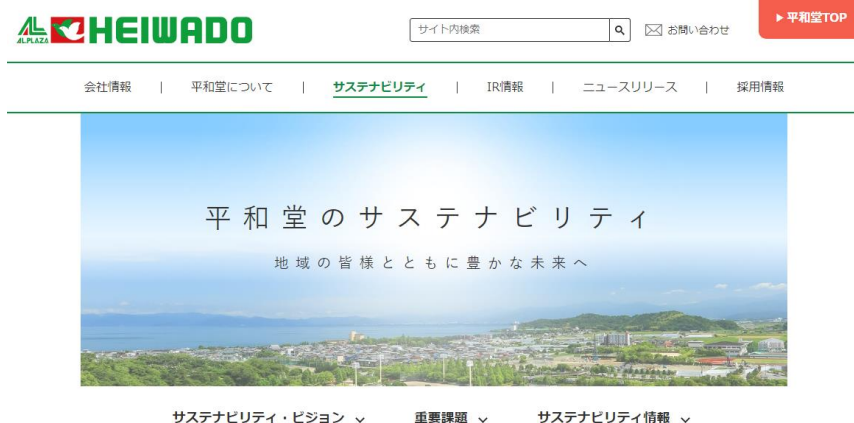 ALL
AL.PLAZA
HEIWADO
サイト内検索
お問い合わせ
平和堂TOP
会社情報 | 平和堂について | サステナビリティ | IR情報 | ニュースリリース | 採用情報
平和堂のサステナビリティ
地域の皆様とともに豊かな未来へ
サステナビリティ・ビジョン 重要課題 サステナビリティ情報